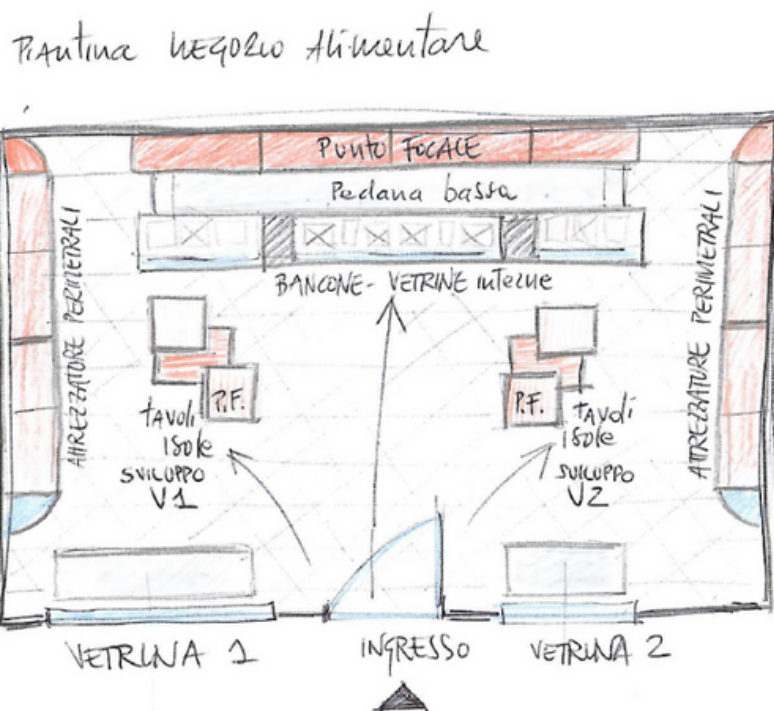 Piantina negozio Alimentare
Punto FOCALE
Pedana bassa
BANCONE - VETRINE interne
ATTREZZATURE PERIMETRALI
ATTREZZATURE PERIMETRALI
P.F.
tavoli
isole
SVILUPPO
V1
P.F.
tavoli
isole
SVILUPPO
V2
VETRINA 1
INGRESSO
VETRINA 2